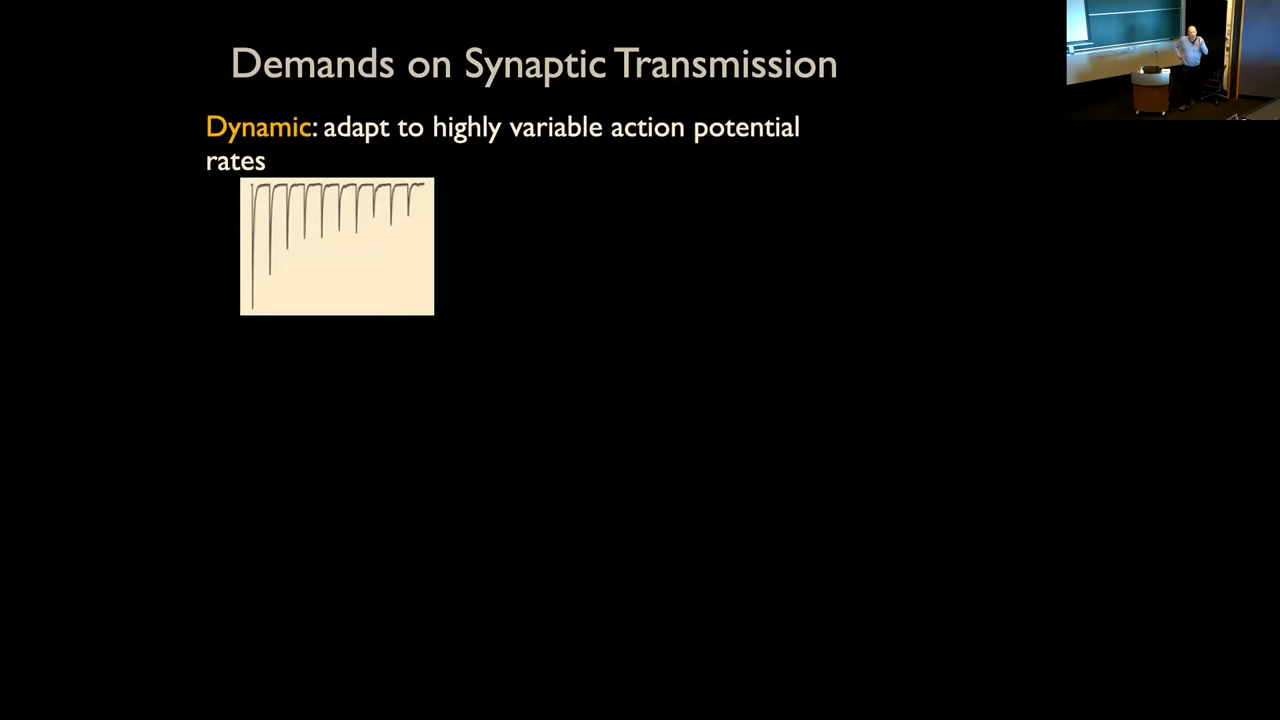 Demands on Synaptic Transmission
Dynamic: adapt to highly variable action potential
rates